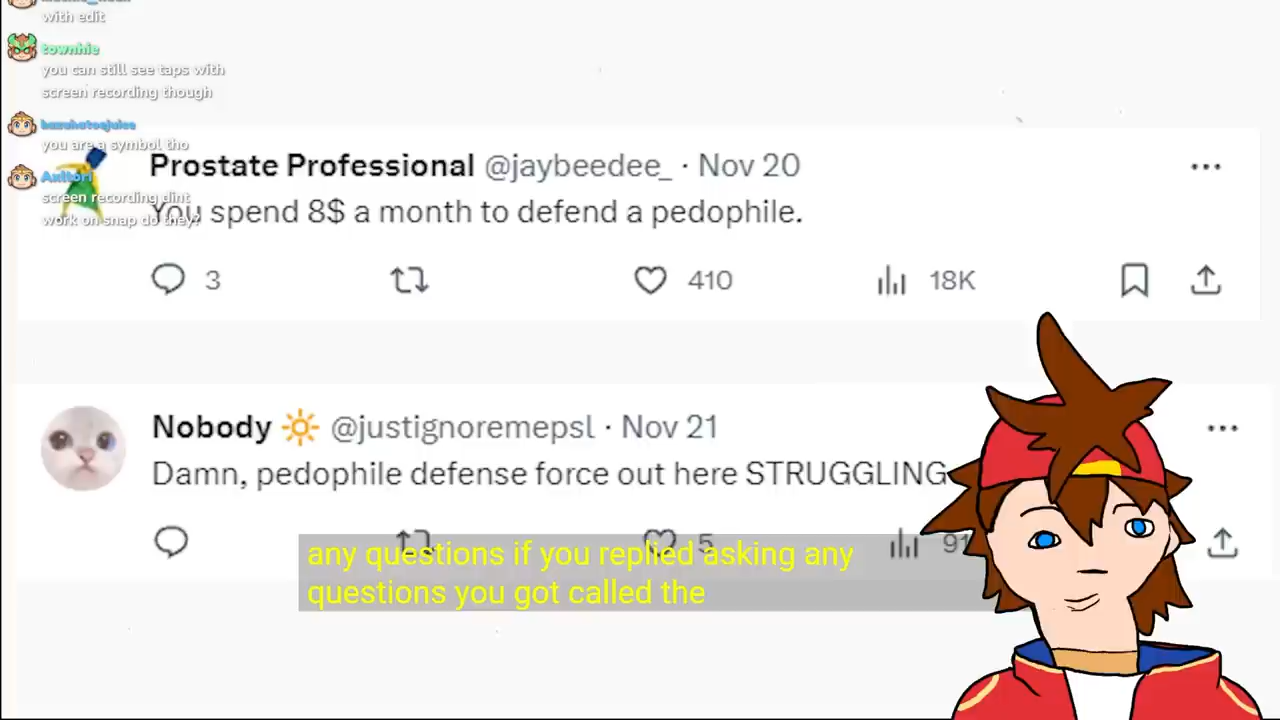 with edit
townhie
you can still see taps with
screen recording though
you are a symbol tho
Axltori
screen recording dint
work on snap do they?
Prostate Professional @jaybeedee_ · Nov 20
You spend 8$ a month to defend a pedophile.
3 410 18K
Nobody @justignoremepsl · Nov 21
Damn, pedophile defense force out here STRUGGLING
5 91
any questions if you replied asking any
questions you got called the